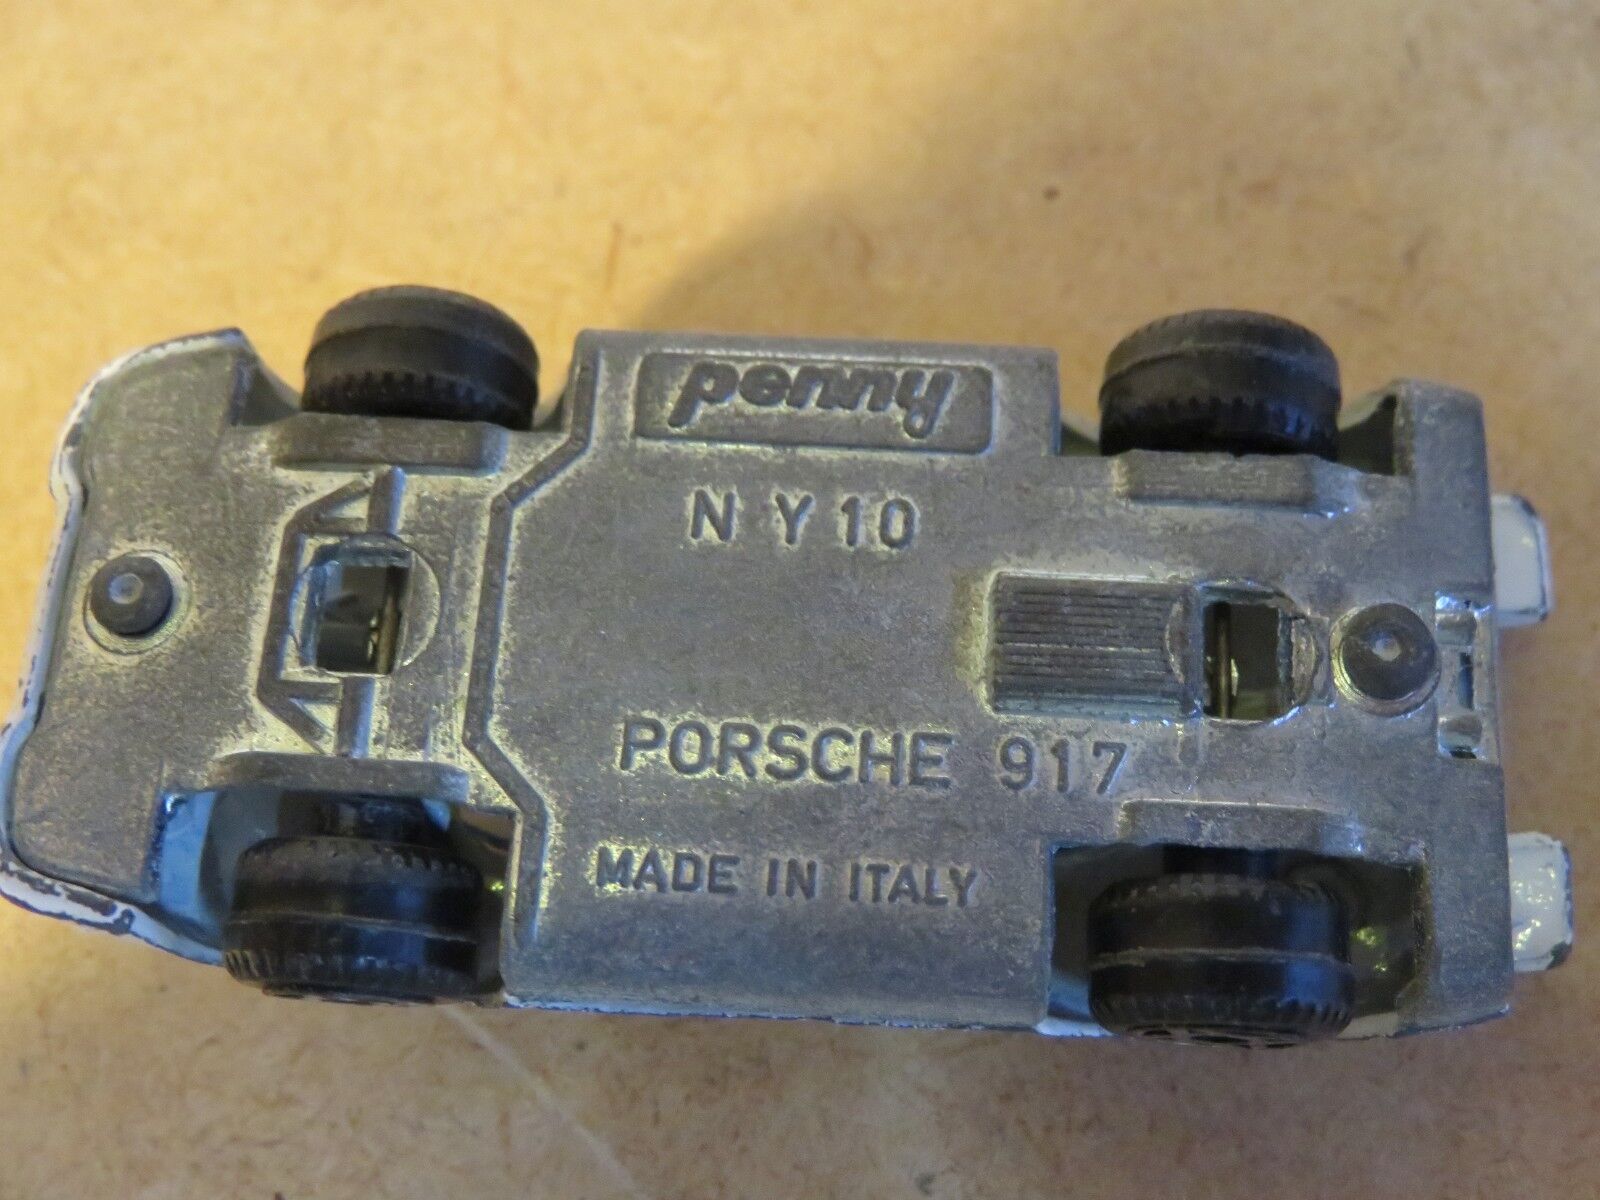 penny
N Y 10
PORSCHE 917
MADE IN ITALY